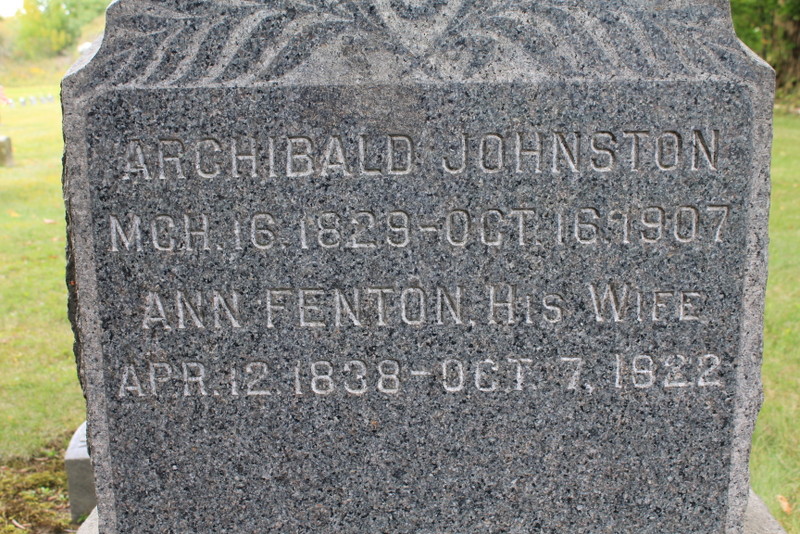 ARCHIBALD JOHNSTON
MCH. 16. 1829-OCT. 16. 1907
ANN FENTON, HIS WIFE
APR. 12. 1838-OCT. 7, 1922